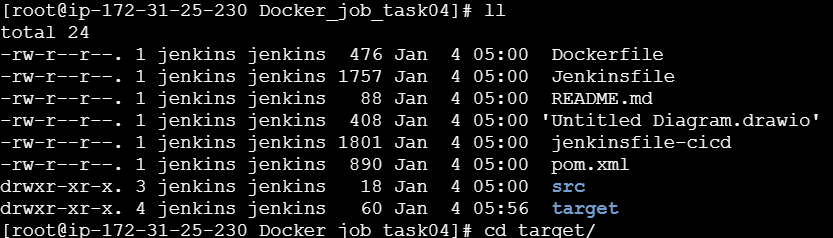 [root@ip-172-31-25-230 Docker_job_task04]# ll
total 24
-rw-r--r--. 1 jenkins jenkins  476 Jan  4 05:00  Dockerfile
-rw-r--r--. 1 jenkins jenkins 1757 Jan  4 05:00  Jenkinsfile
-rw-r--r--. 1 jenkins jenkins   88 Jan  4 05:00  README.md
-rw-r--r--. 1 jenkins jenkins  408 Jan  4 05:00 'Untitled Diagram.drawio'
-rw-r--r--. 1 jenkins jenkins 1801 Jan  4 05:00  jenkinsfile-cicd
-rw-r--r--. 1 jenkins jenkins  890 Jan  4 05:00  pom.xml
drwxr-xr-x. 3 jenkins jenkins   18 Jan  4 05:00  src
drwxr-xr-x. 4 jenkins jenkins   60 Jan  4 05:56  target
[root@ip-172-31-25-230 Docker_job_task04]# cd target/